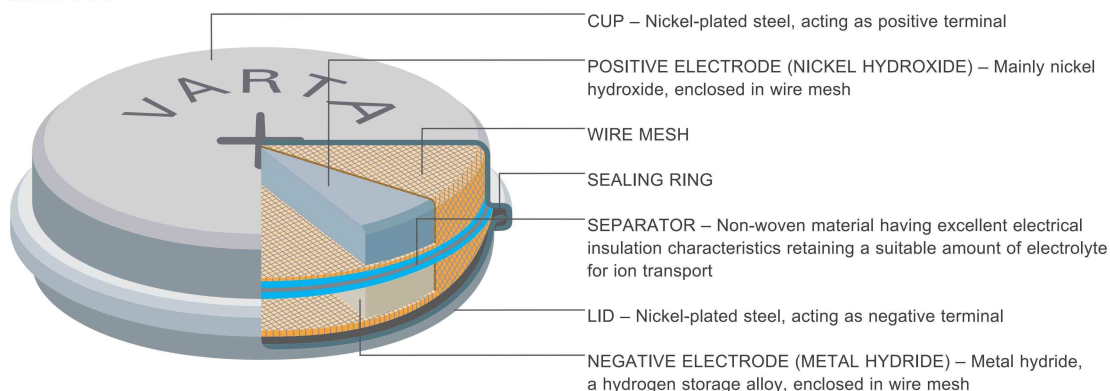 CUP – Nickel-plated steel, acting as positive terminal
POSITIVE ELECTRODE (NICKEL HYDROXIDE) – Mainly nickel
hydroxide, enclosed in wire mesh
VARTA
WIRE MESH
SEALING RING
SEPARATOR – Non-woven material having excellent electrical
insulation characteristics retaining a suitable amount of electrolyte
for ion transport
LID – Nickel-plated steel, acting as negative terminal
NEGATIVE ELECTRODE (METAL HYDRIDE) – Metal hydride,
a hydrogen storage alloy, enclosed in wire mesh